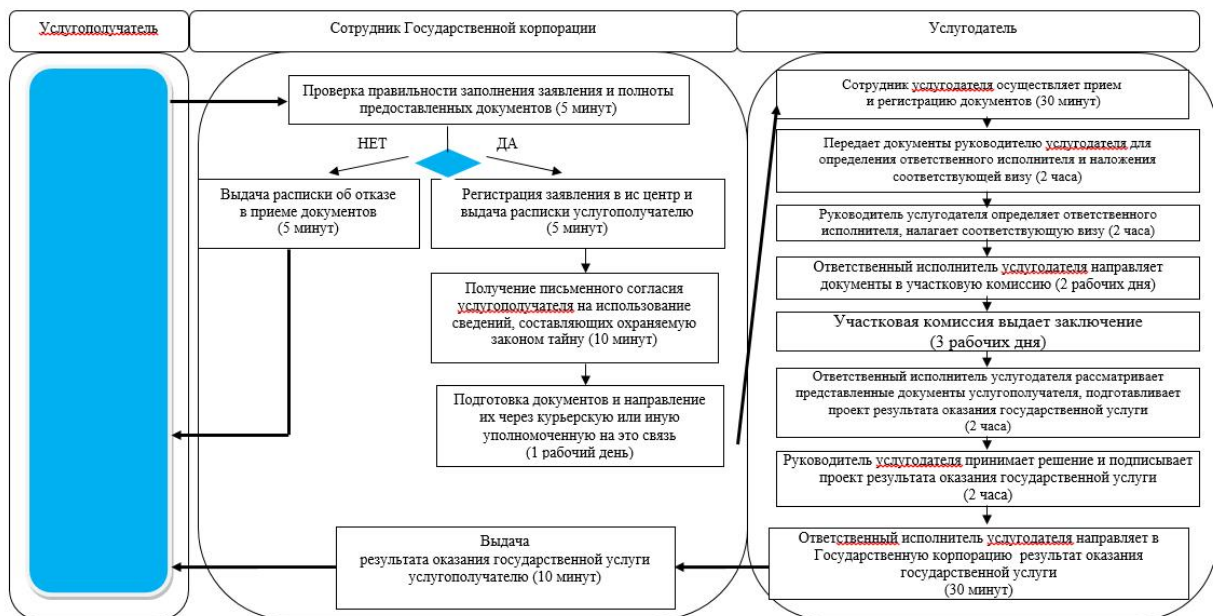 Услугополучатель
Сотрудник Государственной корпорации
Услугодатель
Проверка правильности заполнения заявления и полноты
предоставленных документов (5 минут)
НЕТ
ДА
Выдача расписки об отказе
в приеме документов
(5 минут)
Регистрация заявления в ис центр и
выдача расписки услугополучателю
(5 минут)
Получение письменного согласия
услугополучателя на использование
сведений, составляющих охраняемую
законом тайну (10 минут)
Подготовка документов и направление
их через курьерскую или иную
уполномоченную на это связь
(1 рабочий день)
Выдача
результата оказания государственной услуги
услугополучателю (10 минут)
Сотрудник услугодателя осуществляет прием
и регистрацию документов (30 минут)
Передает документы руководителю услугодателя для
определения ответственного исполнителя и наложения
соответствующей визу (2 часа)
Руководитель услугодателя определяет ответственного
исполнителя, налагает соответствующую визу (2 часа)
Ответственный исполнитель услугодателя направляет
документы в участковую комиссию (2 рабочих дня)
Участковая комиссия выдает заключение
(3 рабочих дня)
Ответственный исполнитель услугодателя рассматривает
представленные документы услугополучателя, подготавливает
проект результата оказания государственной услуги
(2 часа)
Руководитель услугодателя принимает решение и подписывает
проект результата оказания государственной услуги
(2 часа)
Ответственный исполнитель услугодателя направляет в
Государственную корпорацию результат оказания
государственной услуги
(30 минут)